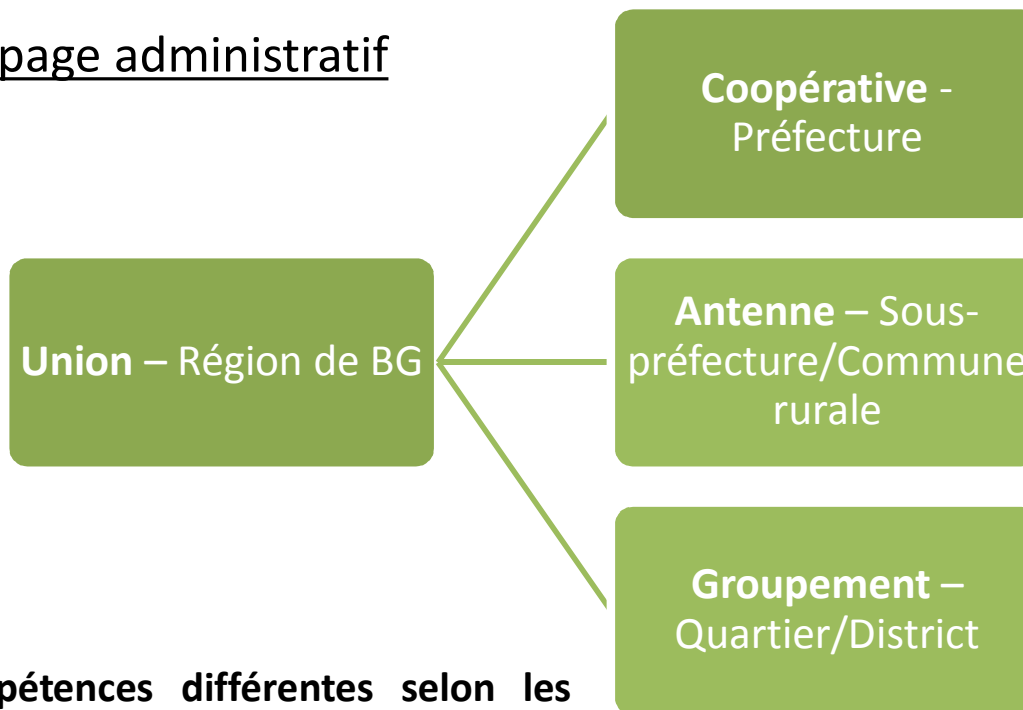 page administratif
Coopérative -
Préfecture
Union – Région de BG
Antenne – Sous-
préfecture/Commune
rurale
Groupement –
Quartier/District
pétences différentes selon les